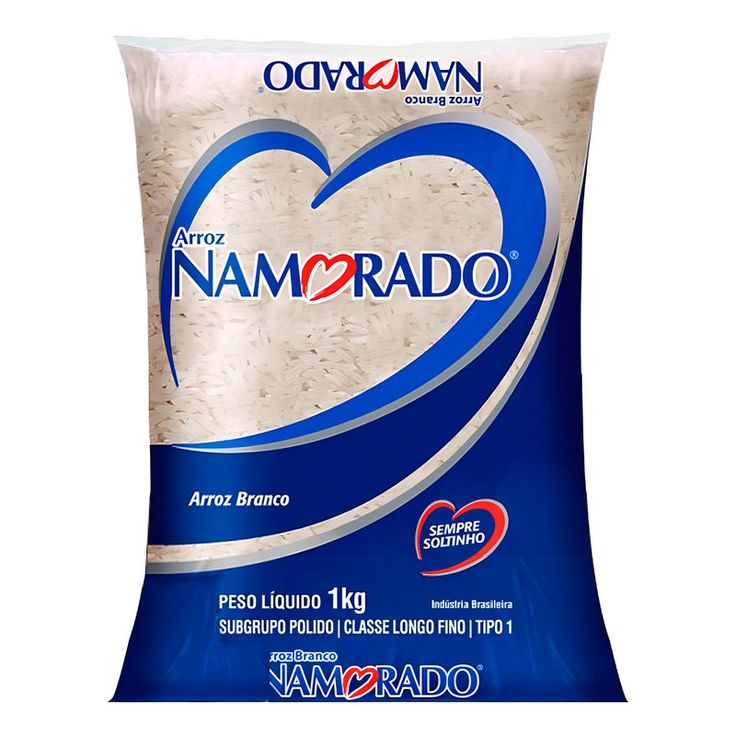 NAMORADO®
Arroz Branco
Arroz
NAMORADO®
Arroz Branco
SEMPRE
SOLTINHO
PESO LÍQUIDO 1kg
Indústria Brasileira
SUBGRUPO POLIDO | CLASSE LONGO FINO | TIPO 1
Arroz Branco
NAMORADO®